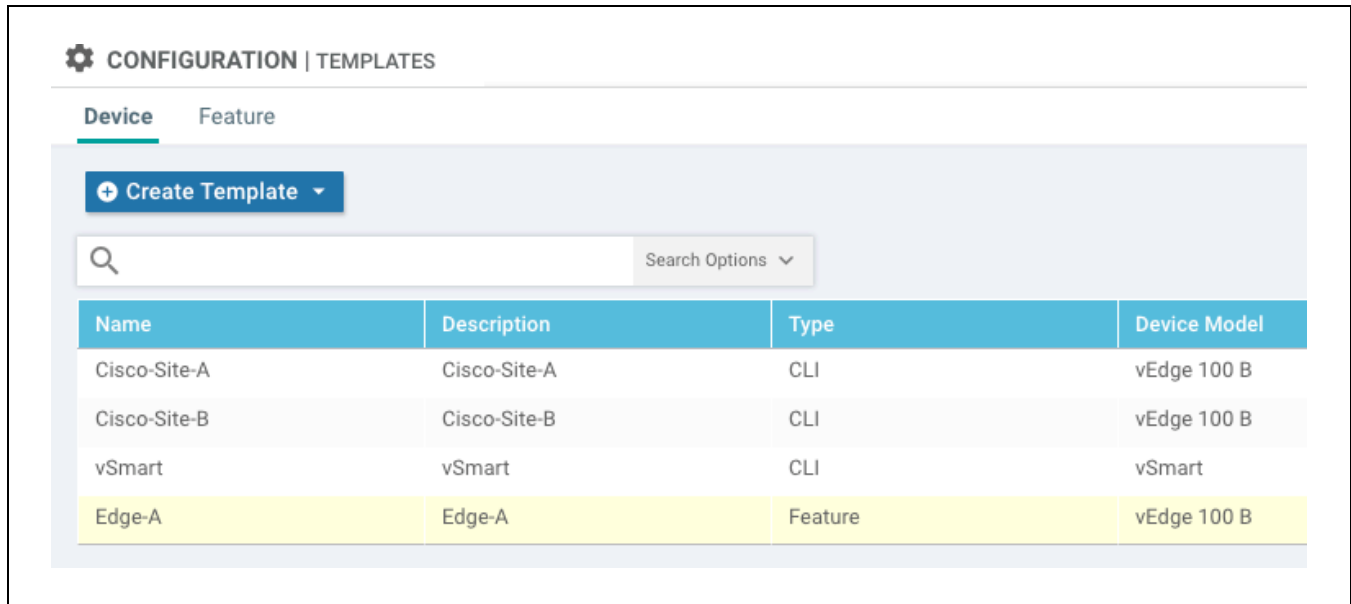 CONFIGURATION | TEMPLATES
Device Feature
Create Template
Search Options
Name Description Type Device Model
Cisco-Site-A Cisco-Site-A CLI vEdge 100 B
Cisco-Site-B Cisco-Site-B CLI vEdge 100 B
vSmart vSmart CLI vSmart
Edge-A Edge-A Feature vEdge 100 B